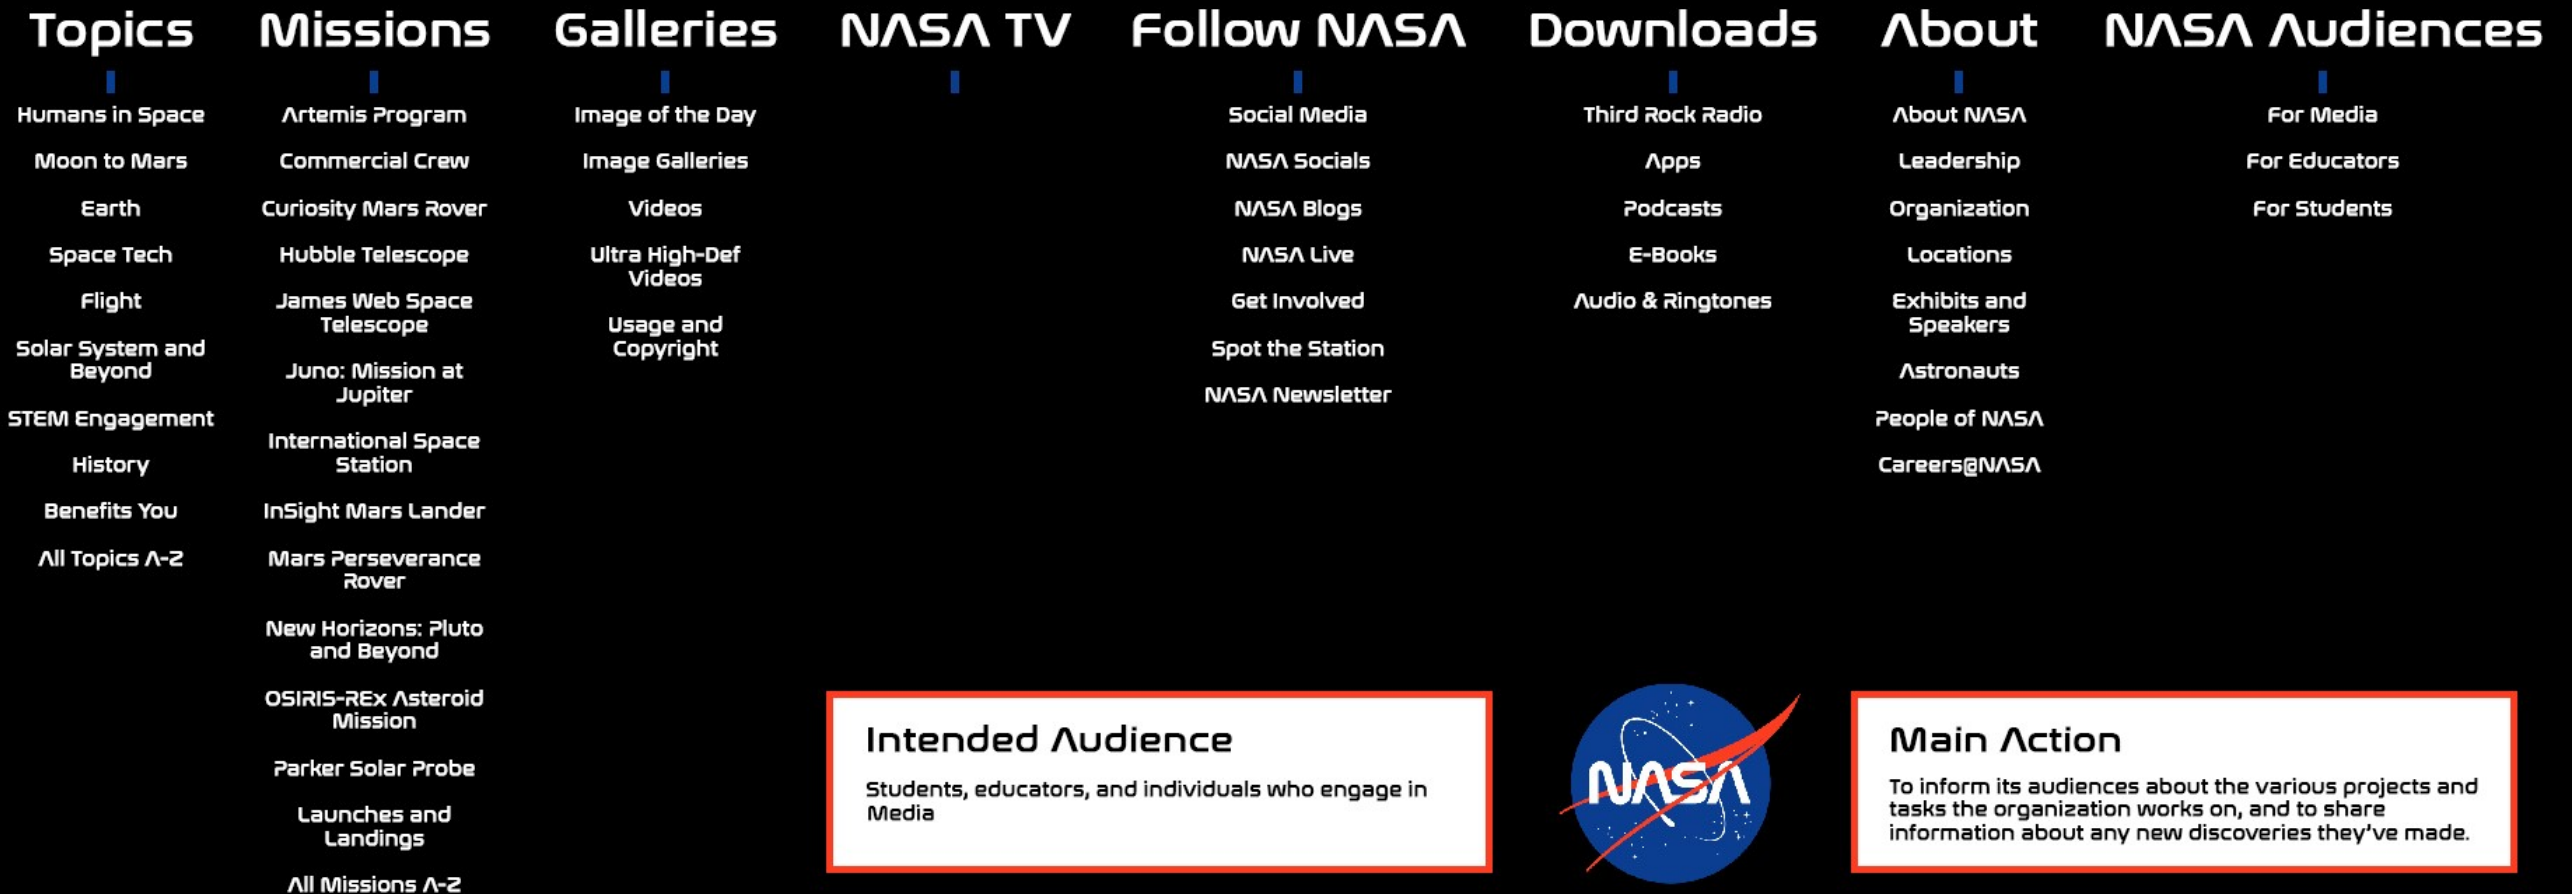 Topics
Humans in Space
Moon to Mars
Earth
Space Tech
Flight
Solar System and
Beyond
STEM Engagement
History
Benefits You
All Topics A-Z
Missions
Artemis Program
Commercial Crew
Curiosity Mars Rover
Hubble Telescope
James Web Space
Telescope
Juno: Mission at
Jupiter
International Space
Station
InSight Mars Lander
Mars Perseverance
Rover
New Horizons: Pluto
and Beyond
OSIRIS-REx Asteroid
Mission
Parker Solar Probe
Launches and
Landings
All Missions A-Z
Galleries
Image of the Day
Image Galleries
Videos
Ultra High-Def
Videos
Usage and
Copyright
NASA TV
Follow NASA
Social Media
NASA Socials
NASA Blogs
NASA Live
Get Involved
Spot the Station
NASA Newsletter
Downloads
Third Rock Radio
Apps
Podcasts
E-Books
Audio & Ringtones
About
About NASA
Leadership
Organization
Locations
Exhibits and
Speakers
Astronauts
People of NASA
Careers@NASA
NASA Audiences
For Media
For Educators
For Students
Intended Audience
Students, educators, and individuals who engage in
Media
NASA
Main Action
To inform its audiences about the various projects and
tasks the organization works on, and to share
information about any new discoveries they've made.